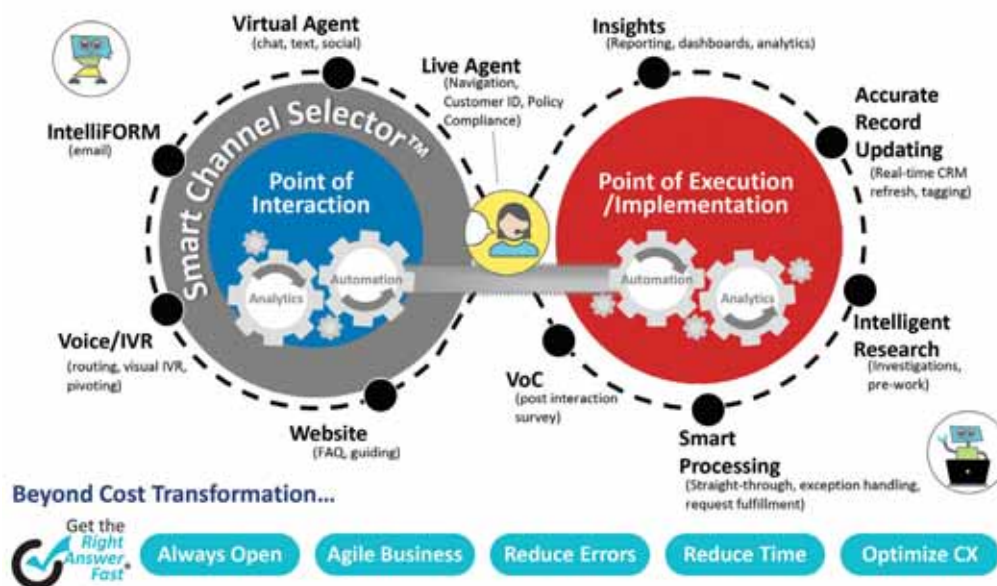 Virtual Agent
(chat, text, social)
IntelliFORM
(email)
Smart Channel Selector™
Point of
Interaction
Analytics
Automation
Voice/IVR
(routing, visual IVR,
pivoting)
Website
(FAQ, guiding)
Live Agent
(Navigation,
Customer ID, Policy
Compliance)
Insights
(Reporting, dashboards, analytics)
Accurate
Record
Updating
(Real-time CRM
refresh, tagging)
Point of Execution
/Implementation
Automation
Analytics
Intelligent
Research
(Investigations,
pre-work)
VoC
(post interaction
survey)
Smart
Processing
(Straight-through, exception handling,
request fulfillment)
Beyond Cost Transformation...
Get the
Right
Answer
Fast®
Always Open
Agile Business
Reduce Errors
Reduce Time
Optimize CX